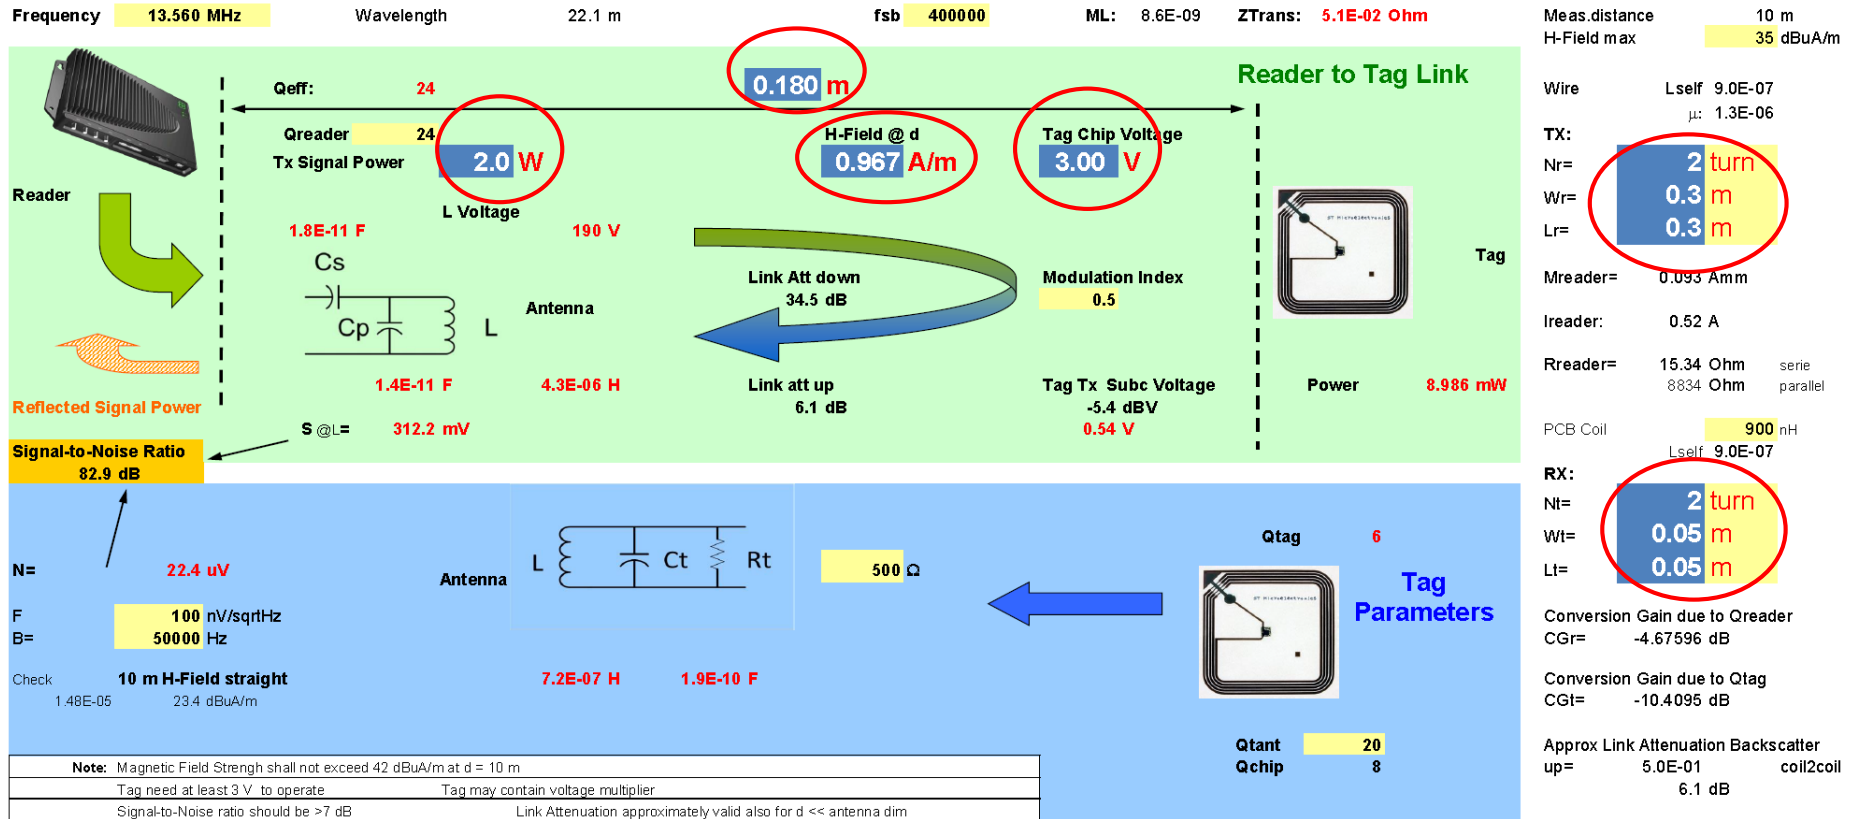 Frequency 13.560 MHz Wavelength 22.1 m fsb 400000 ML: 8.6E-09 ZTrans: 5.1E-02 Ohm Meas.distance 10 m
H-Field max 35 dBuA/m
Reader to Tag Link
Qeff: 24 0.180 m
Wire Lself 9.0E-07
µ: 1.3E-06
Qreader 24 H-Field @ d Tag Chip Voltage TX:
Tx Signal Power 2.0 W 0.967 A/m 3.00 V Nr= 2 turn
Reader Wr= 0.3 m
L Voltage
1.8E-11 F 190 V Lr= 0.3 m
Tag
Cs
Link Att down Modulation Index Mreader= 0.093 Amm
34.5 dB 0.5
Antenna
Cp L
Ireader: 0.52 A
Rreader= 15.34 Ohm serie
1.4E-11 F 4.3E-06 H Link att up Tag Tx Subc Voltage Power 8.986 mW 8834 Ohm parallel
Reflected Signal Power 6.1 dB -5.4 dBV
S @L= 312.2 mV 0.54 V PCB Coil 900 nH
Signal-to-Noise Ratio Lself 9.0E-07
82.9 dB RX:
Nt= 2 turn
Qtag 6 Wt= 0.05 m
L Ct Rt
N= 22.4 uV Antenna 500 Ω Lt= 0.05 m
Tag
Parameters
F 100 nV/sqrtHz Conversion Gain due to Qreader
B= 50000 Hz CGr= -4.67596 dB
Check 10 m H-Field straight 7.2E-07 H 1.9E-10 F Conversion Gain due to Qtag
1.48E-05 23.4 dBuA/m CGt= -10.4095 dB
Qtant 20 Approx Link Attenuation Backscatter
Qchip 8 up= 5.0E-01 coil2coil
6.1 dB
Note: Magnetic Field Strengh shall not exceed 42 dBuA/m at d = 10 m
Tag need at least 3 V to operate Tag may contain voltage multiplier
Signal-to-Noise ratio should be >7 dB Link Attenuation approximately valid also for d << antenna dim